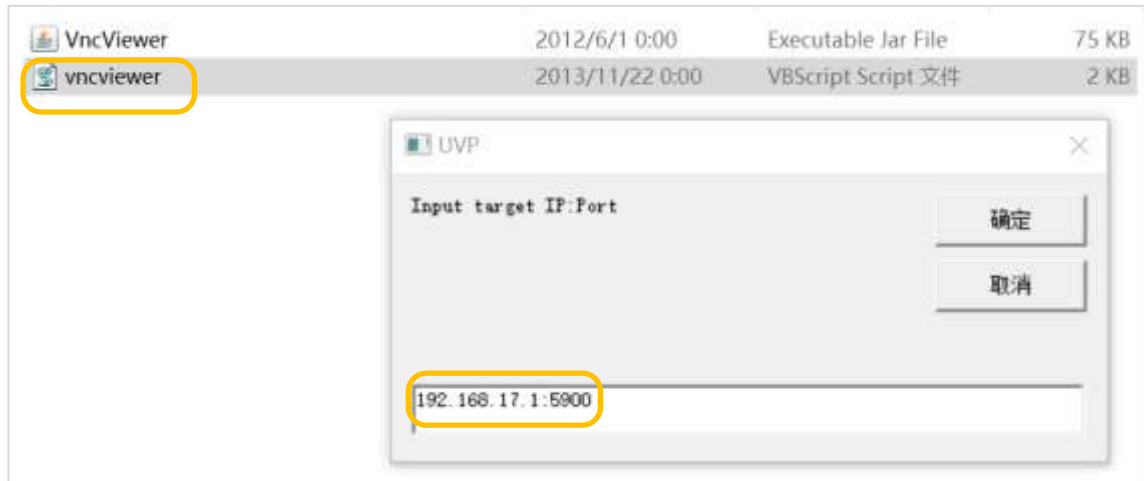 VncViewer 2012/6/1 0:00 Executable Jar File 75 KB
vncviewer 2013/11/22 0:00 VBScript Script 文件 2 KB
UVP
Input target IP:Port
确定
取消
192.168.17.1:5900